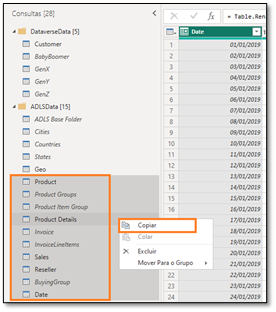 Consultas [28]
DataverseData [5]
Customer
BabyBoomer
GenX
GenY
GenZ
ADLSData [15]
ADLS Base Folder
Cities
Countries
States
Geo
Product
Product Groups
Product Item Group
Product Details
Invoice
InvoiceLineItems
Sales
Reseller
BuyingGroup
Date
Copiar
Colar
Excluir
Mover Para o Grupo
fx
= Table.Ren
Date
1 01/01/2019
2 02/01/2019
3 03/01/2019
4 04/01/2019
5 05/01/2019
6 06/01/2019
7 07/01/2019
8 08/01/2019
9 09/01/2019
10 10/01/2019
11 11/01/2019
12 12/01/2019
13 13/01/2019
14 14/01/2019
15 15/01/2019
16 16/01/2019
17/01/2019
18/01/2019
19/01/2019
20/01/2019
21/01/2019
22 22/01/2019
23 23/01/2019
24 24/01/2019